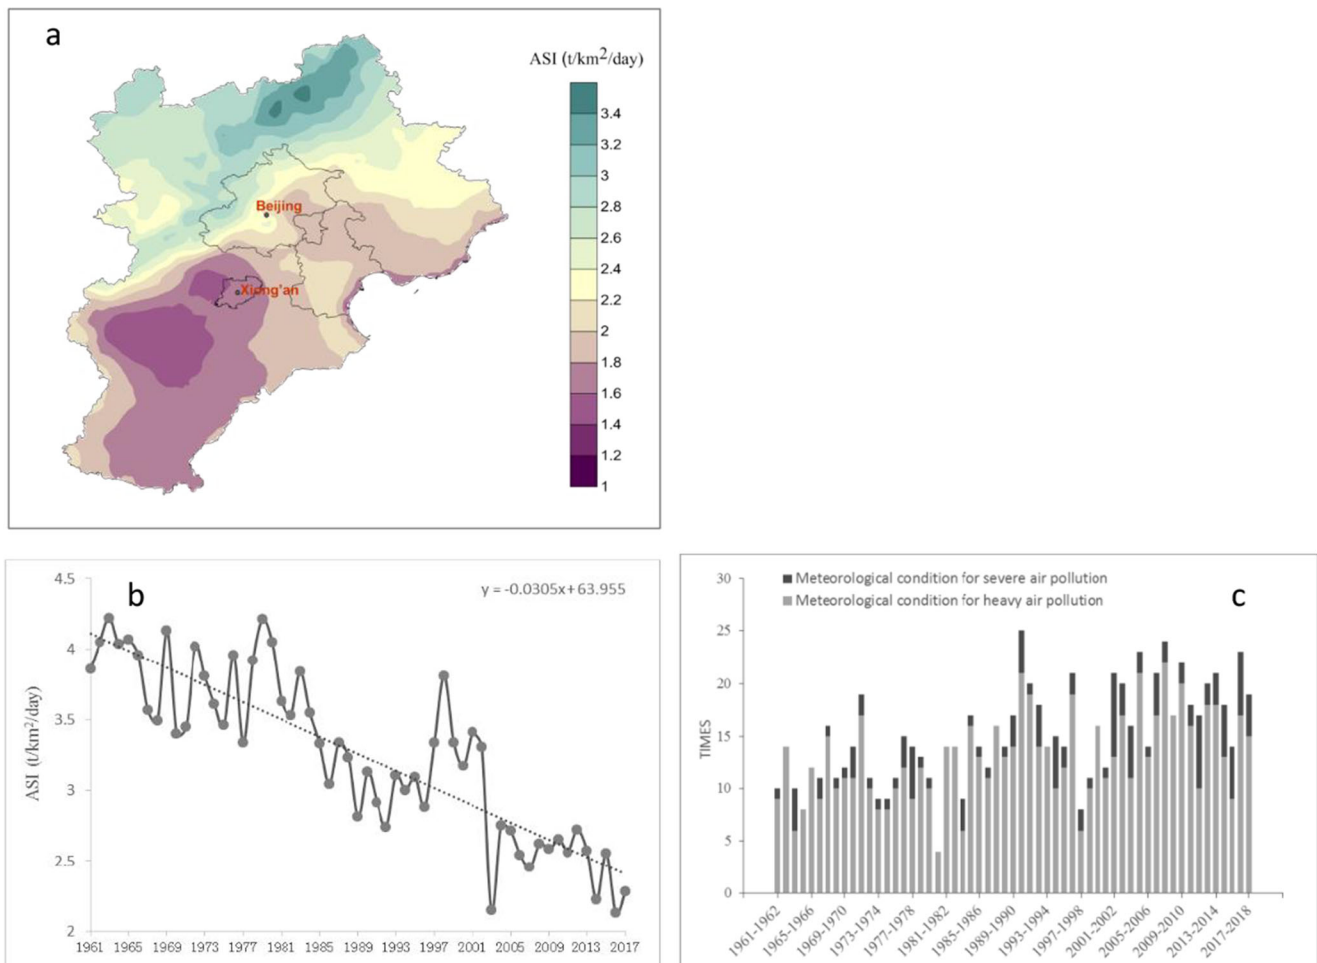 a
ASI (t/km2/day)
3.4
3.2
3
2.8
2.6
2.4
2.2
2
1.8
1.6
1.4
1.2
1
Beijing
Xiong'an
b
y = -0.0305x+63.955
ASI (t/km2/day)
4.5
4
3.5
3
2.5
2
1961 1965 1969 1973 1977 1981 1985 1989 1993 1997 2001 2005 2009 2013 2017
c
Meteorological condition for severe air pollution
Meteorological condition for heavy air pollution
TIMES
30
25
20
15
10
5
0
1961-1962 1965-1966 1969-1970 1973-1974 1977-1978 1981-1982 1985-1986 1989-1990 1993-1994 1997-1998 2001-2002 2005-2006 2009-2010 2013-2014 2017-2018